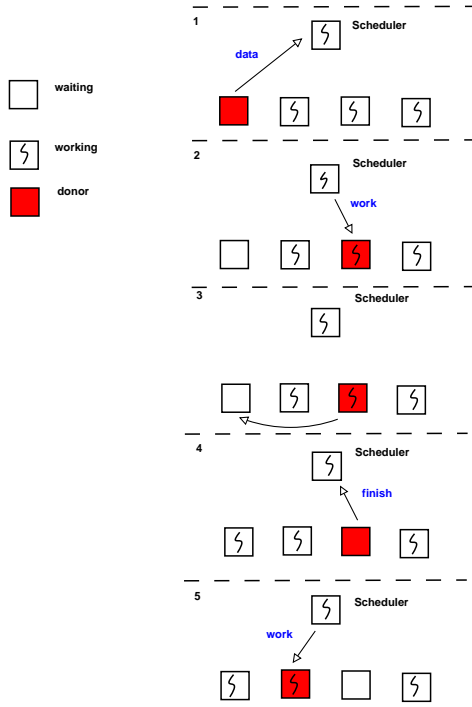 waiting
working
donor
1
Scheduler
data
2
Scheduler
work
3
Scheduler
4
Scheduler
finish
5
Scheduler
work